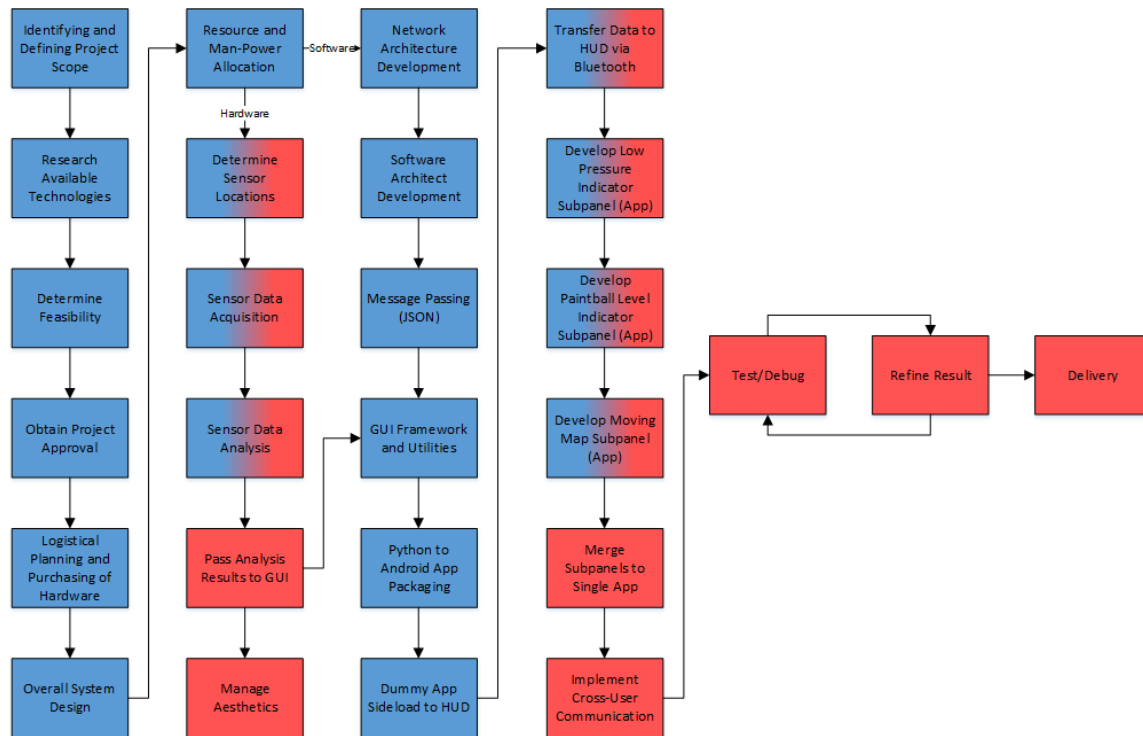 Identifying and
Defining Project
Scope
Research
Available
Technologies
Determine
Feasibility
Obtain Project
Approval
Logistical
Planning and
Purchasing of
Hardware
Overall System
Design
Resource and
Man-Power
Allocation
Software
Hardware
Determine
Sensor
Locations
Sensor Data
Acquisition
Sensor Data
Analysis
Pass Analysis
Results to GUI
Manage
Aesthetics
Network
Architecture
Development
Software
Architect
Development
Message Passing
(JSON)
GUI Framework
and Utilities
Python to
Android App
Packaging
Dummy App
Sideload to HUD
Transfer Data to
HUD via
Bluetooth
Develop Low
Pressure
Indicator
Subpanel (App)
Develop
Paintball Level
Indicator
Subpanel (App)
Develop Moving
Map Subpanel
(App)
Merge
Subpanels to
Single App
Implement
Cross-User
Communication
Test/Debug
Refine Result
Delivery